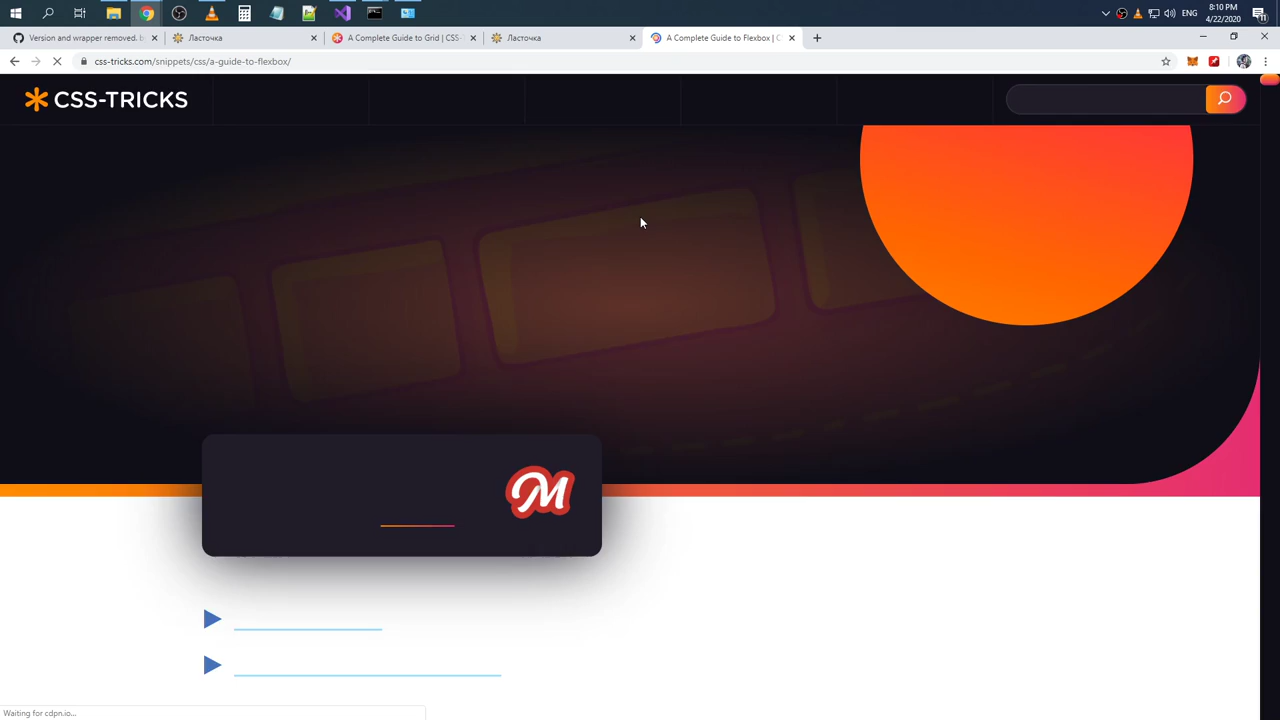 8:10 PM
ENG
4/22/2020
11
Version and wrapper removed. b
Ласточка
A Complete Guide to Grid | CSS-T
Ласточка
A Complete Guide to Flexbox | C
css-tricks.com/snippets/css/a-guide-to-flexbox/
CSS-TRICKS
M
Waiting for cdpn.io...